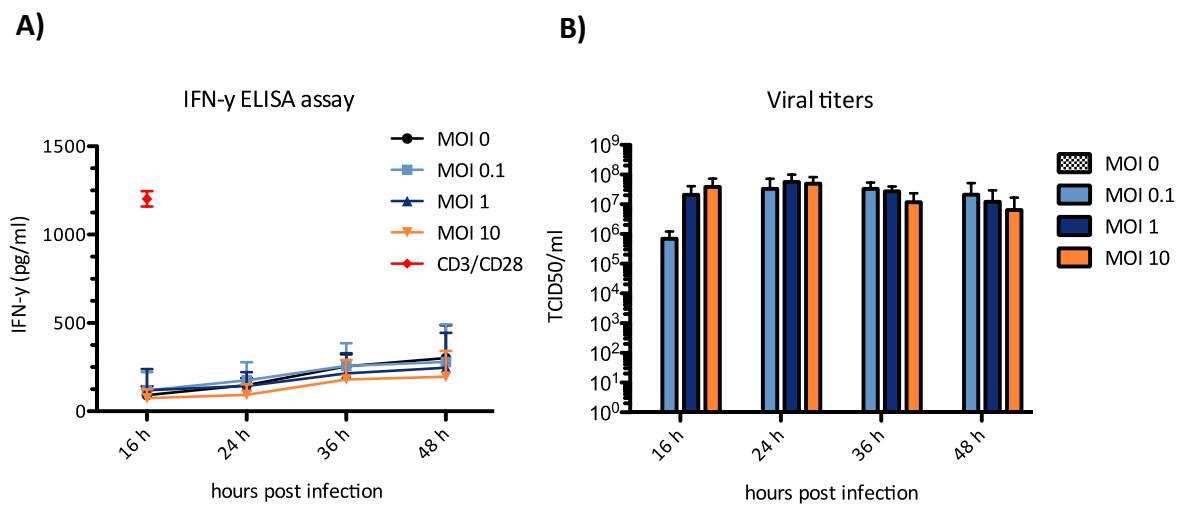 A)
IFN-y ELISA assay
IFN-y (pg/ml)
1500
1000
500
0
16 h
24 h
36 h
48 h
hours post infection
MOI 0
MOI 0.1
MOI 1
MOI 10
CD3/CD28
B)
Viral titers
TCID50/ml
10⁹
10⁸
10⁷
10⁶
10⁵
10⁴
10³
10²
10¹
10⁰
16 h
24 h
36 h
48 h
hours post infection
MOI 0
MOI 0.1
MOI 1
MOI 10